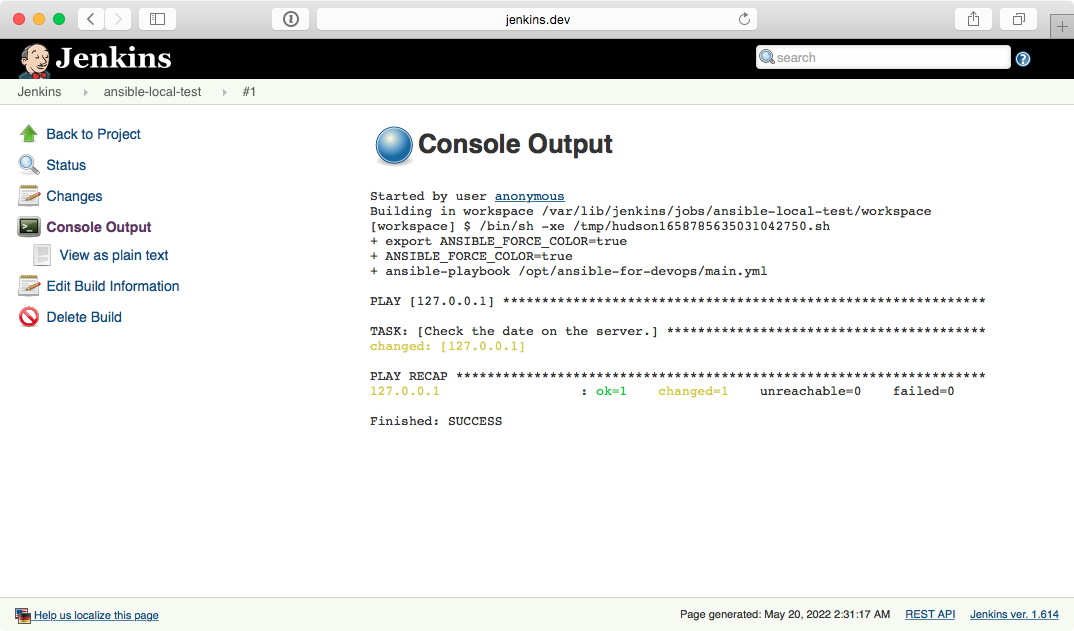 jenkins.dev
Jenkins
search
Jenkins ansible-local-test #1
Back to Project
Status
Changes
Console Output
View as plain text
Edit Build Information
Delete Build
Console Output
Started by user anonymous
Building in workspace /var/lib/jenkins/jobs/ansible-local-test/workspace
[workspace] $ /bin/sh -xe /tmp/hudson1658785635031042750.sh
+ export ANSIBLE_FORCE_COLOR=true
+ ANSIBLE_FORCE_COLOR=true
+ ansible-playbook /opt/ansible-for-devops/main.yml
PLAY [127.0.0.1] **************************************************************
TASK: [Check the date on the server.] *****************************************
changed: [127.0.0.1]
PLAY RECAP ********************************************************************
127.0.0.1 : ok=1 changed=1 unreachable=0 failed=0
Finished: SUCCESS
Help us localize this page
Page generated: May 20, 2022 2:31:17 AM REST API Jenkins ver. 1.614